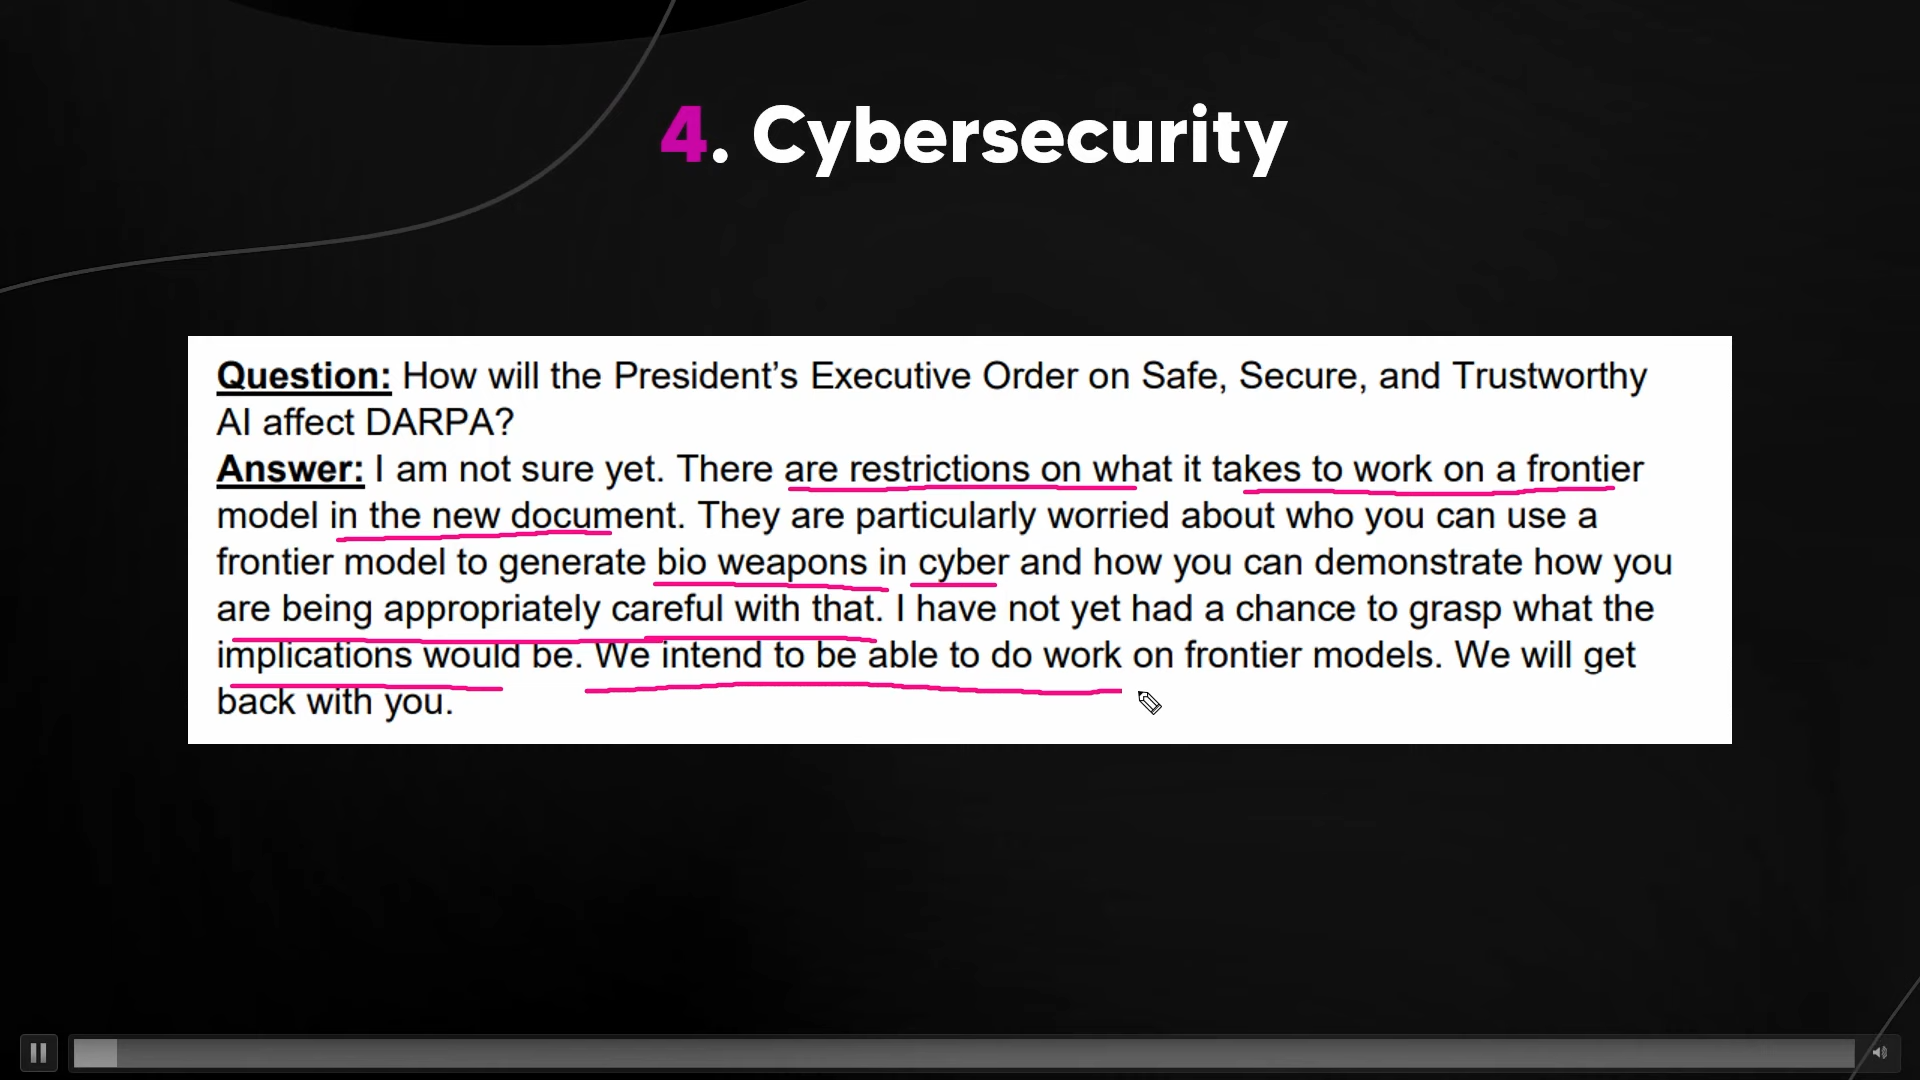 4. Cybersecurity
Question: How will the President’s Executive Order on Safe, Secure, and Trustworthy
AI affect DARPA?
Answer: I am not sure yet. There are restrictions on what it takes to work on a frontier
model in the new document. They are particularly worried about who you can use a
frontier model to generate bio weapons in cyber and how you can demonstrate how you
are being appropriately careful with that. I have not yet had a chance to grasp what the
implications would be. We intend to be able to do work on frontier models. We will get
back with you.